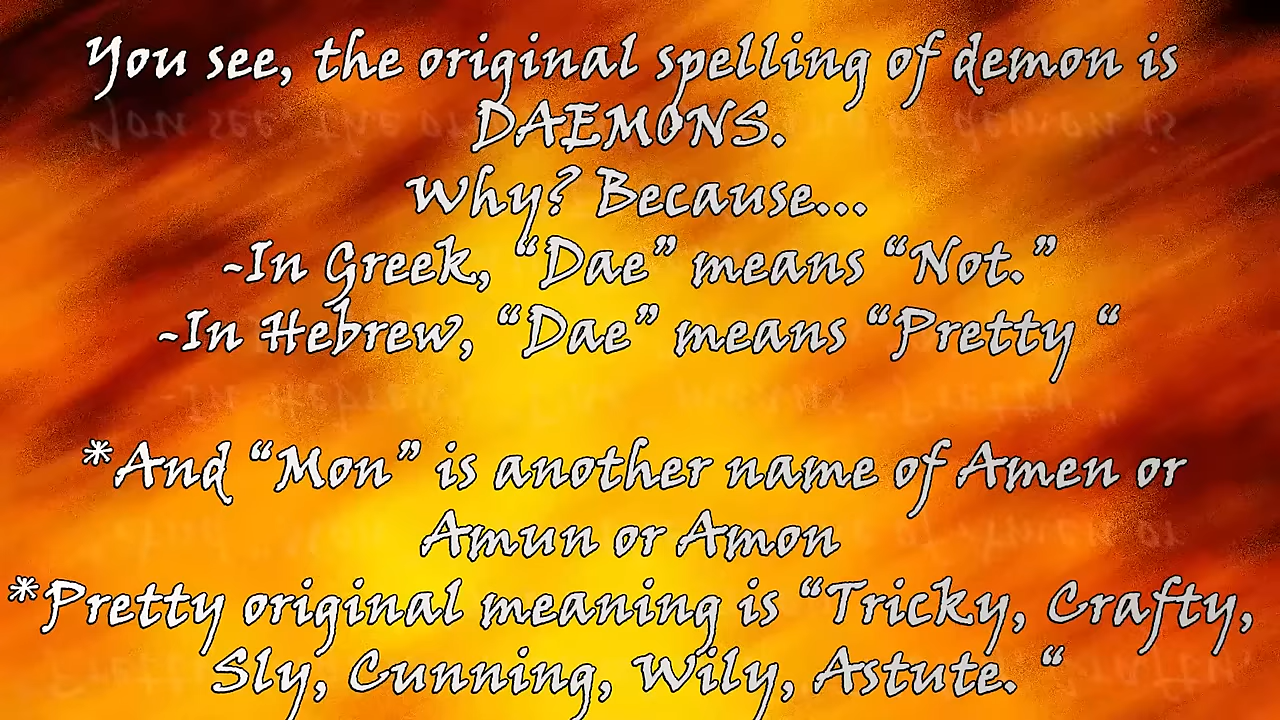 You see, the original spelling of demon is
DAEMONS.
Why? Because...
-In Greek, “Dae” means “Not.”
-In Hebrew, “Dae” means “Pretty “
*And “Mon” is another name of Amen or
Amun or Amon
*Pretty original meaning is “Tricky, Crafty,
Sly, Cunning, Wily, Astute. “